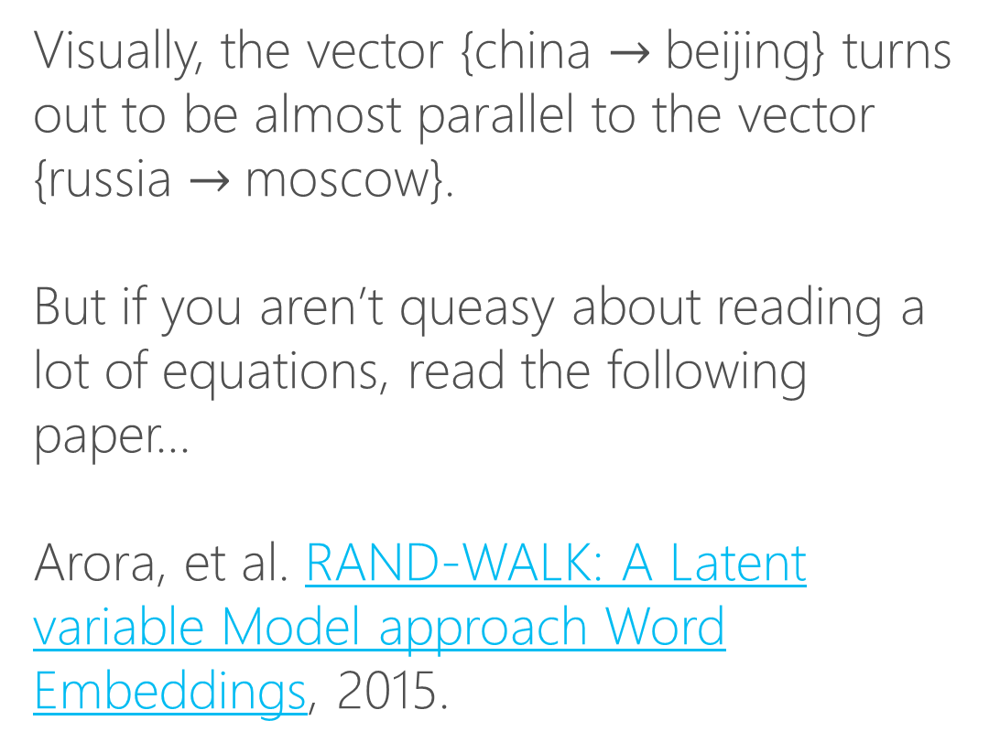 Visually, the vector {china → beijing} turns
out to be almost parallel to the vector
{russia → moscow}.
But if you aren’t queasy about reading a
lot of equations, read the following
paper…
Arora, et al. RAND-WALK: A Latent
variable Model approach Word
Embeddings, 2015.